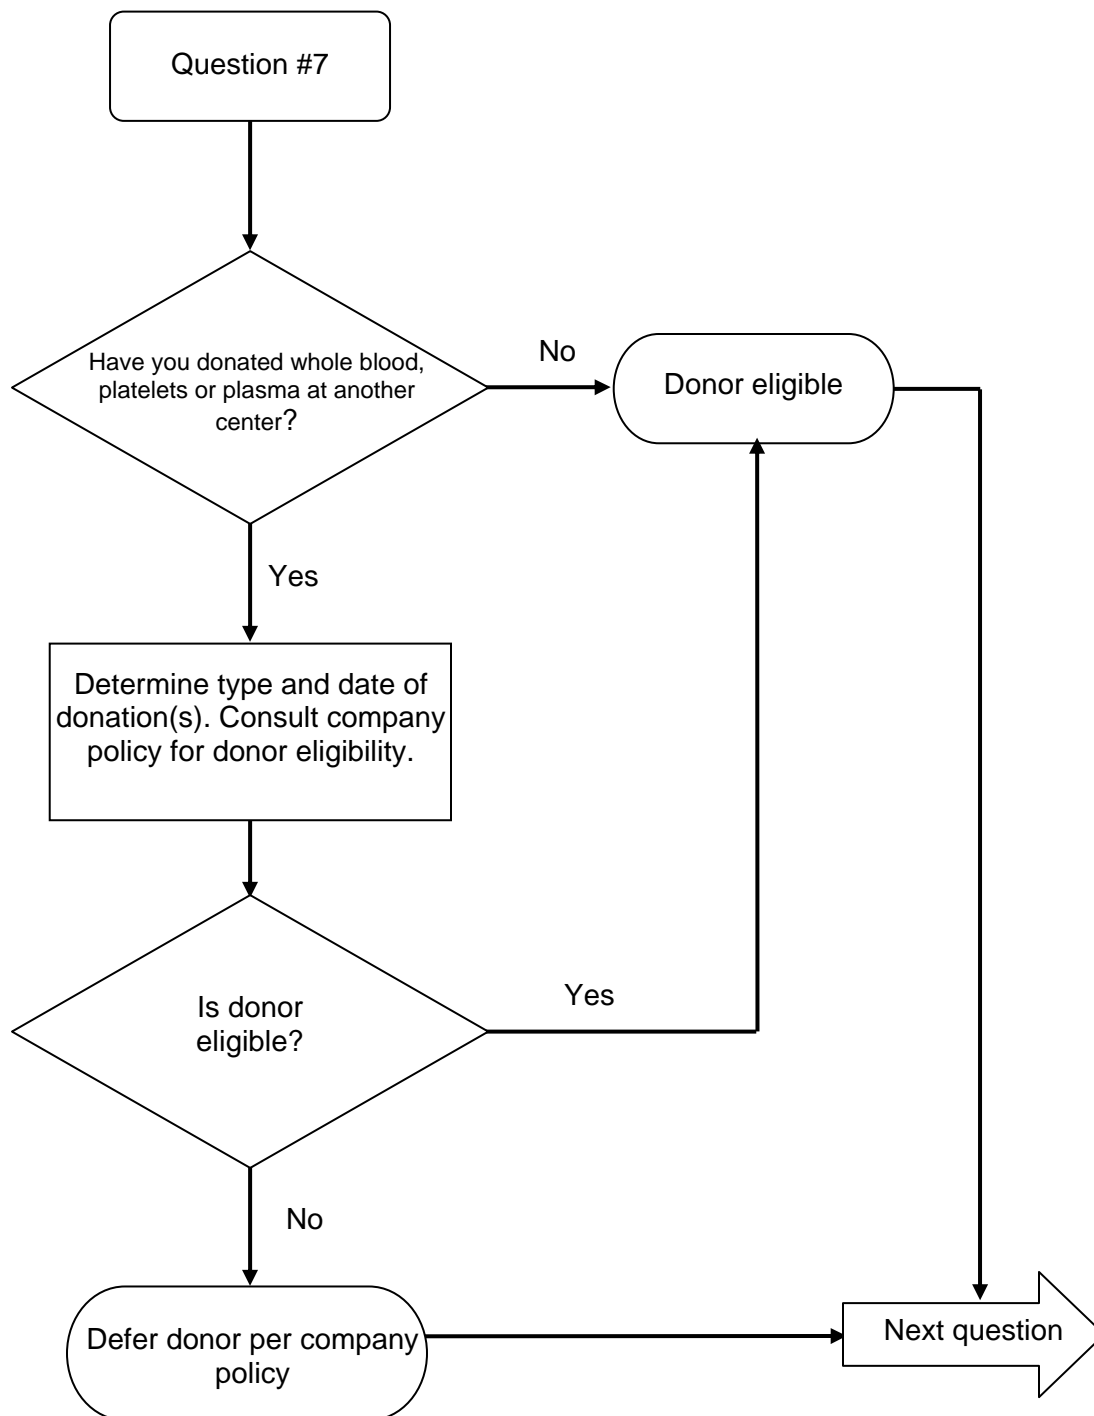 Question #7
Have you donated whole blood,
platelets or plasma at another
center?
No
Donor eligible
Yes
Determine type and date of
donation(s). Consult company
policy for donor eligibility.
Is donor
eligible?
Yes
No
Defer donor per company
policy
Next question